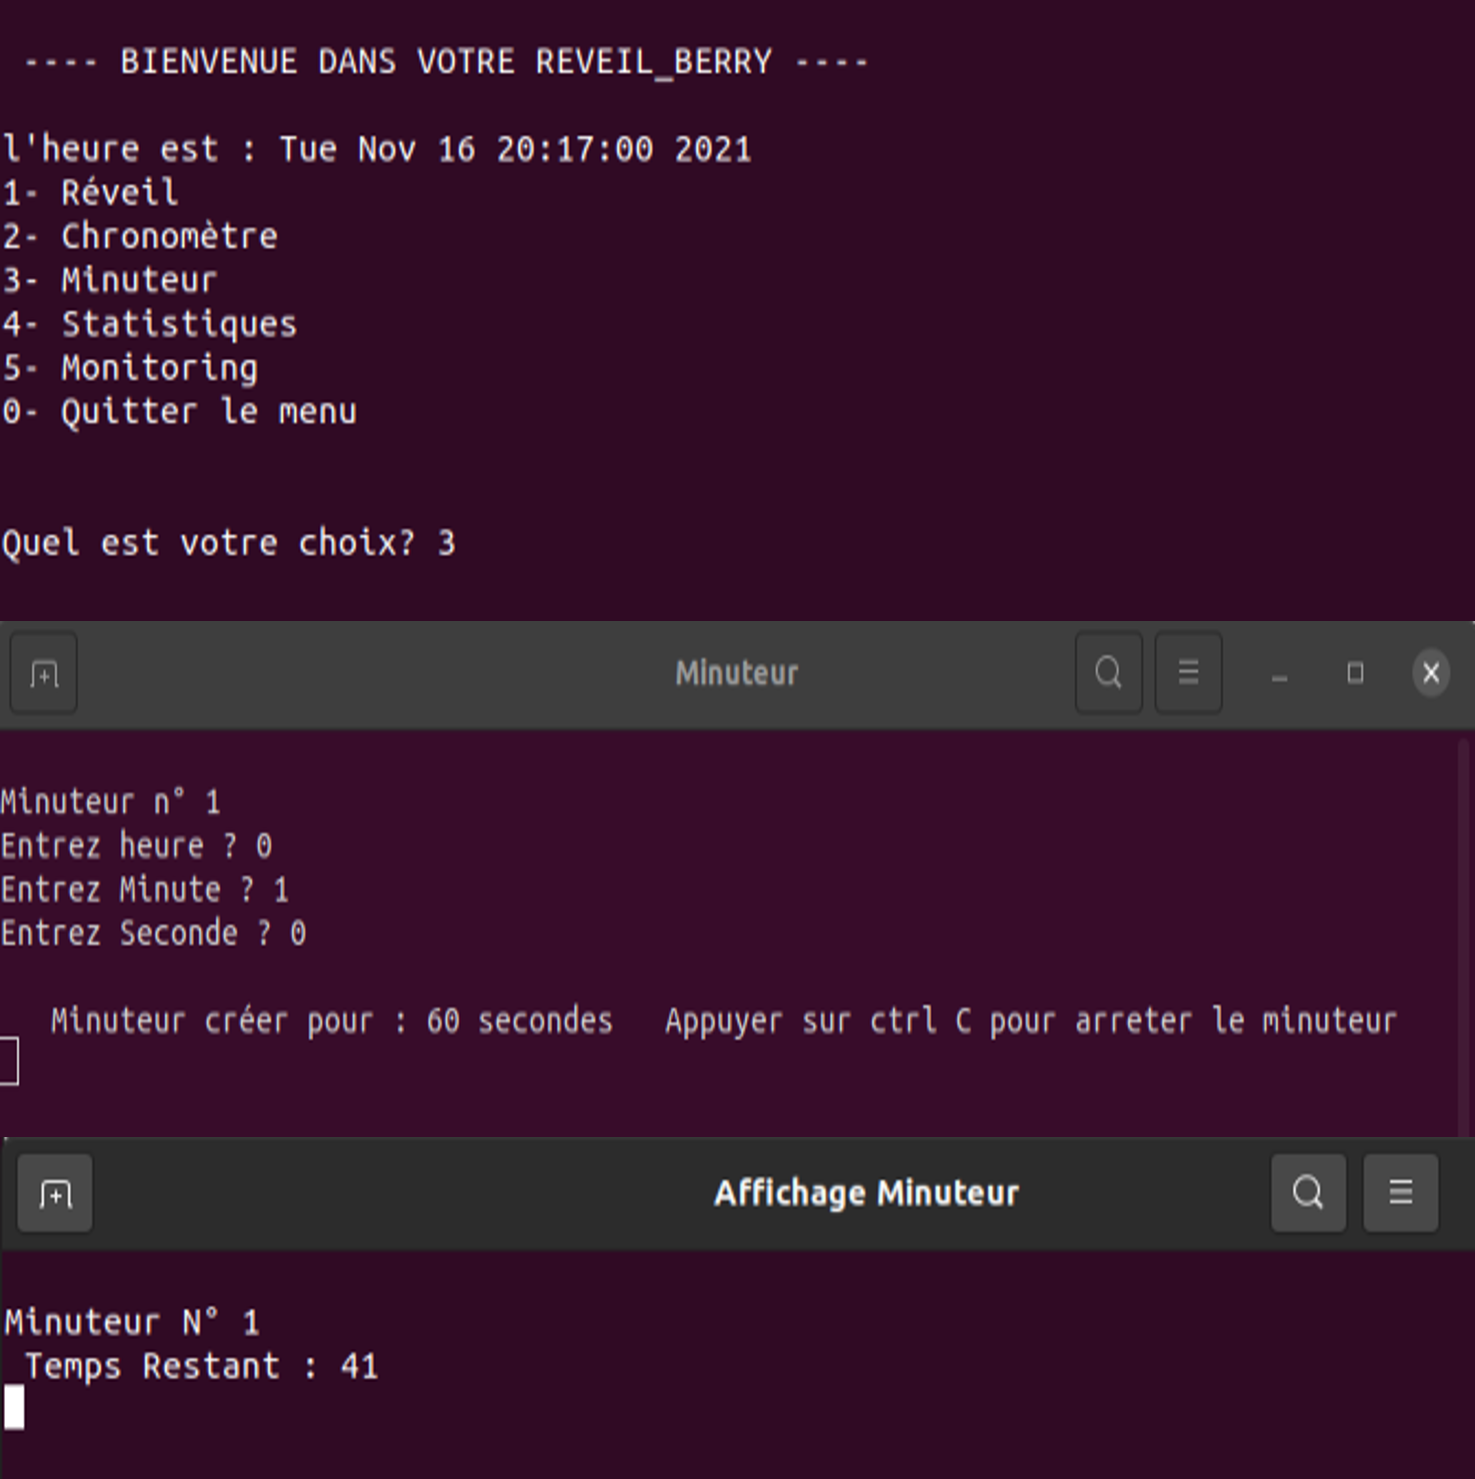 ---- BIENVENUE DANS VOTRE REVEIL_BERRY ----
l'heure est : Tue Nov 16 20:17:00 2021
1- Réveil
2- Chronomètre
3- Minuteur
4- Statistiques
5- Monitoring
0- Quitter le menu
Quel est votre choix? 3
Minuteur
Minuteur n° 1
Entrez heure ? 0
Entrez Minute ? 1
Entrez Seconde ? 0
Minuteur créer pour : 60 secondes   Appuyer sur ctrl C pour arreter le minuteur
Affichage Minuteur
Minuteur N° 1
Temps Restant : 41